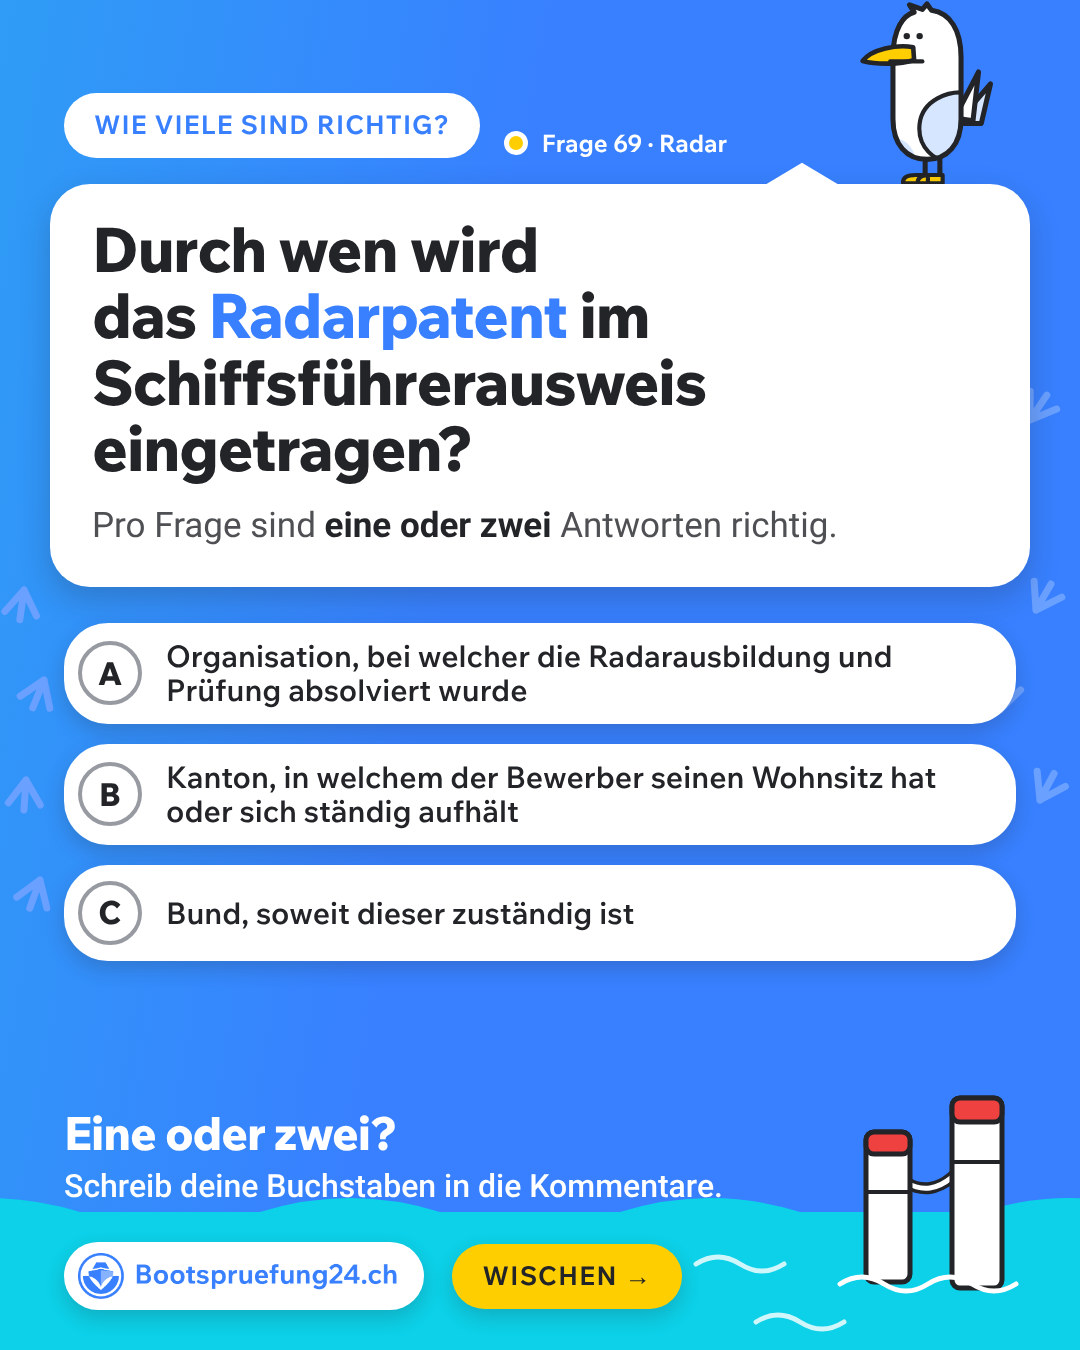 WIE VIELE SIND RICHTIG?
Frage 69 · Radar
Durch wen wird
das Radarpatent im
Schiffsführerausweis
eingetragen?
Pro Frage sind eine oder zwei Antworten richtig.
A
Organisation, bei welcher die Radarausbildung und
Prüfung absolviert wurde
B
Kanton, in welchem der Bewerber seinen Wohnsitz hat
oder sich ständig aufhält
C
Bund, soweit dieser zuständig ist
Eine oder zwei?
Schreib deine Buchstaben in die Kommentare.
Bootspruefung24.ch
WISCHEN →